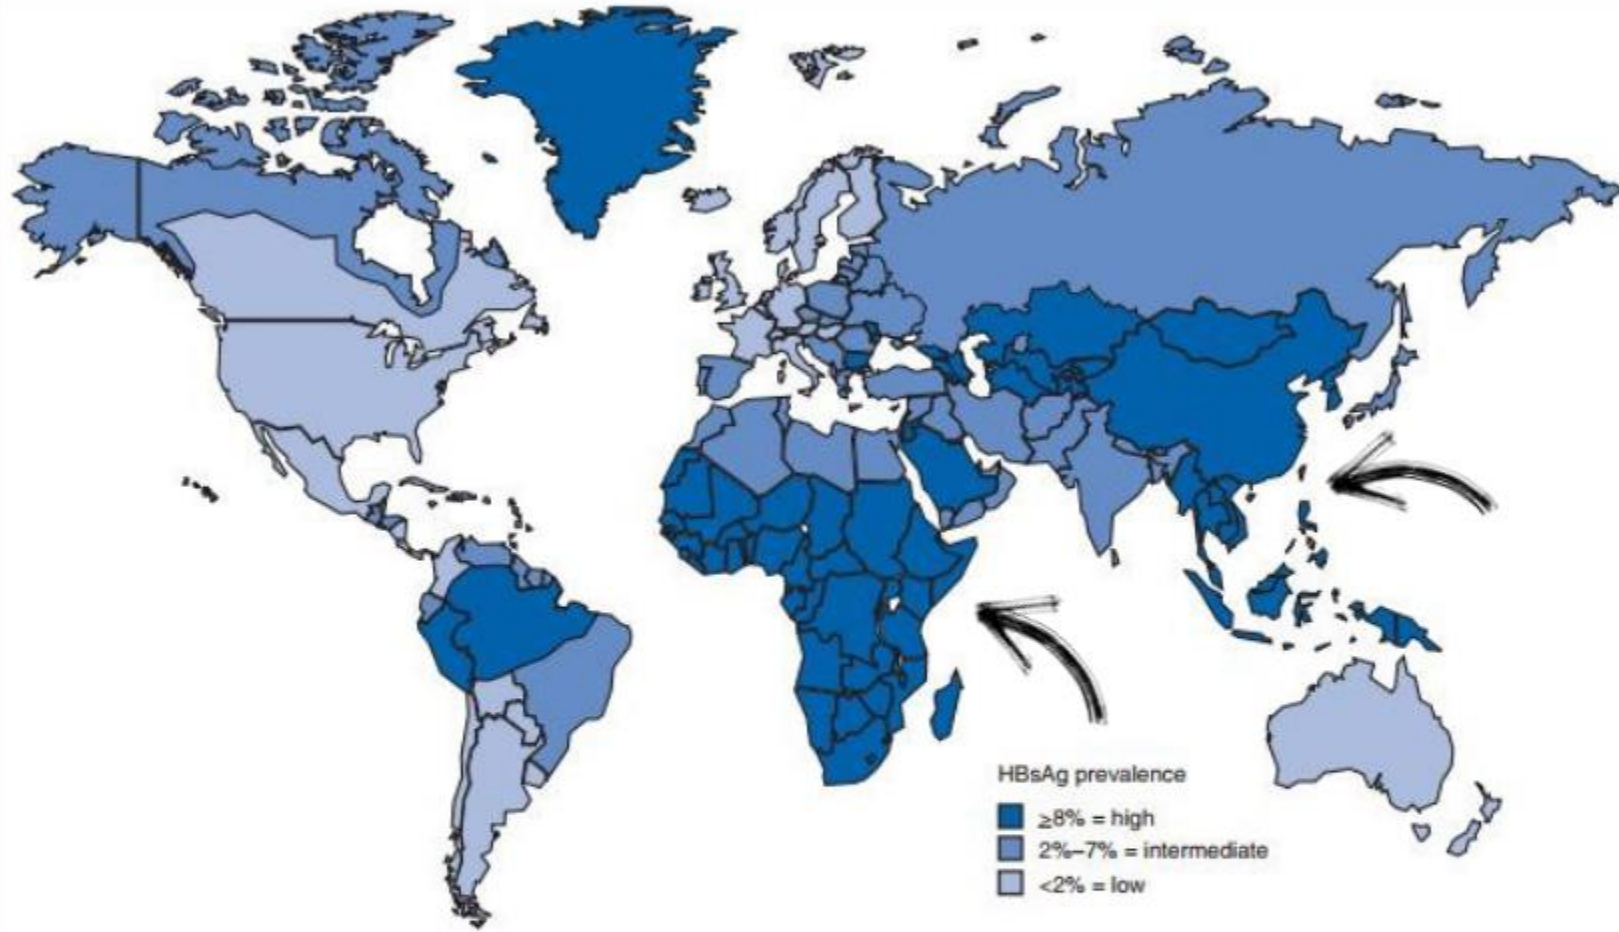 HBsAg prevalence
≥8% = high
2%–7% = intermediate
<2% = low